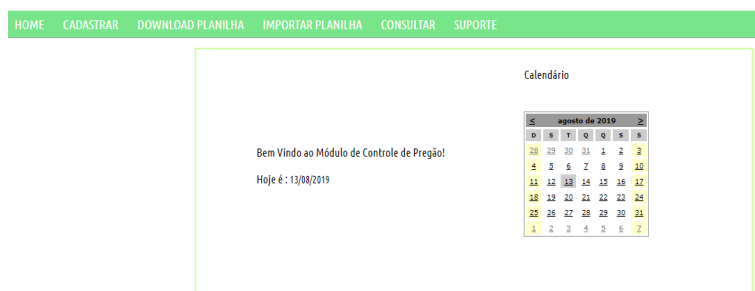 HOME CADASTRAR DOWNLOAD PLANILHA IMPORTAR PLANILHA CONSULTAR SUPORTE
Calendário
< agosto de 2019 >
D S T Q Q S S
28 29 30 31 1 2 3
4 5 6 7 8 9 10
11 12 13 14 15 16 17
18 19 20 21 22 23 24
25 26 27 28 29 30 31
1 2 3 4 5 6 7
Bem Vindo ao Módulo de Controle de Pregão!
Hoje é : 13/08/2019